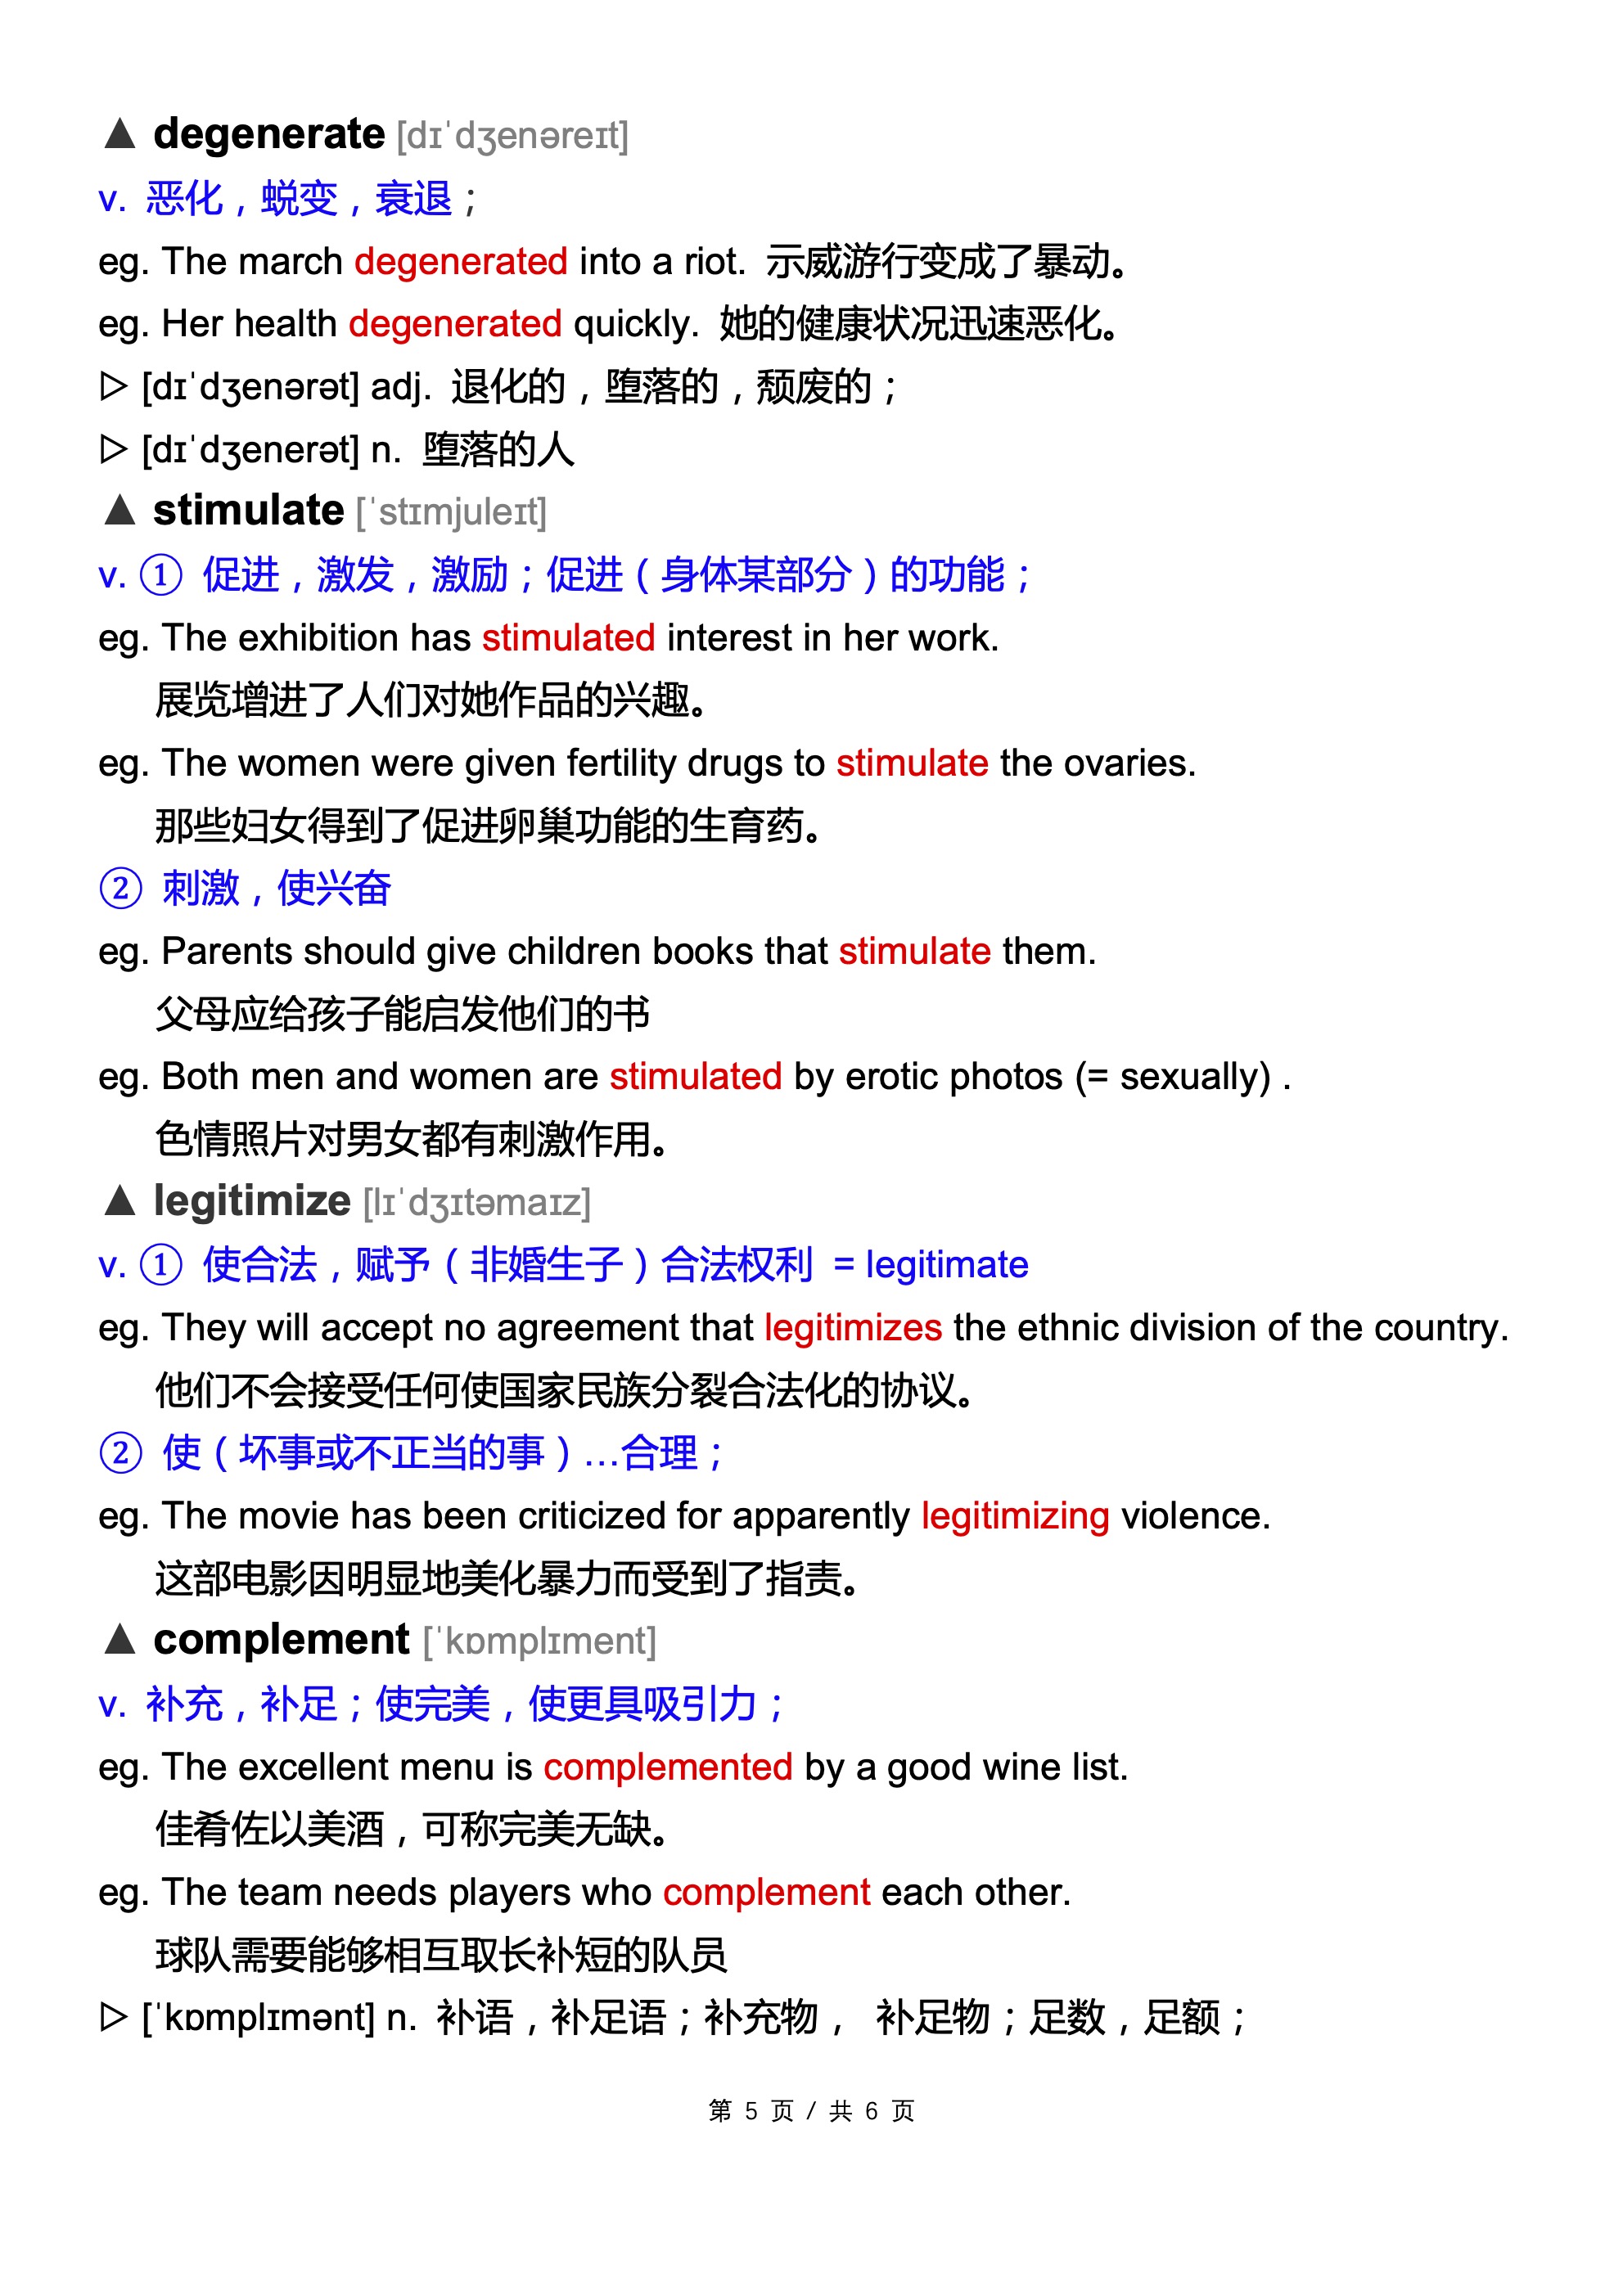 ▲ degenerate [dɪˈdʒenəreɪt]
v. 恶化，蜕变，衰退；
eg. The march degenerated into a riot. 示威游行变成了暴动。
eg. Her health degenerated quickly. 她的健康状况迅速恶化。
▷ [dɪˈdʒenərət] adj. 退化的，堕落的，颓废的；
▷ [dɪˈdʒenerət] n. 堕落的人
▲ stimulate [ˈstɪmjuleɪt]
v. ① 促进，激发，激励；促进（身体某部分）的功能；
eg. The exhibition has stimulated interest in her work.
展览增进了人们对她作品的兴趣。
eg. The women were given fertility drugs to stimulate the ovaries.
那些妇女得到了促进卵巢功能的生育药。
② 刺激，使兴奋
eg. Parents should give children books that stimulate them.
父母应给孩子能启发他们的书
eg. Both men and women are stimulated by erotic photos (= sexually) .
色情照片对男女都有刺激作用。
▲ legitimize [lɪˈdʒɪtəmaɪz]
v. ① 使合法，赋予（非婚生子）合法权利 = legitimate
eg. They will accept no agreement that legitimizes the ethnic division of the country.
他们不会接受任何使国家民族分裂合法化的协议。
② 使（坏事或不正当的事）…合理；
eg. The movie has been criticized for apparently legitimizing violence.
这部电影因明显地美化暴力而受到了指责。
▲ complement [ˈkɒmplɪment]
v. 补充，补足；使完美，使更具吸引力；
eg. The excellent menu is complemented by a good wine list.
佳肴佐以美酒，可称完美无缺。
eg. The team needs players who complement each other.
球队需要能够相互取长补短的队员
▷ [ˈkɒmplɪmənt] n. 补语，补足语；补充物， 补足物；足数，足额；
第 5 页 / 共 6 页